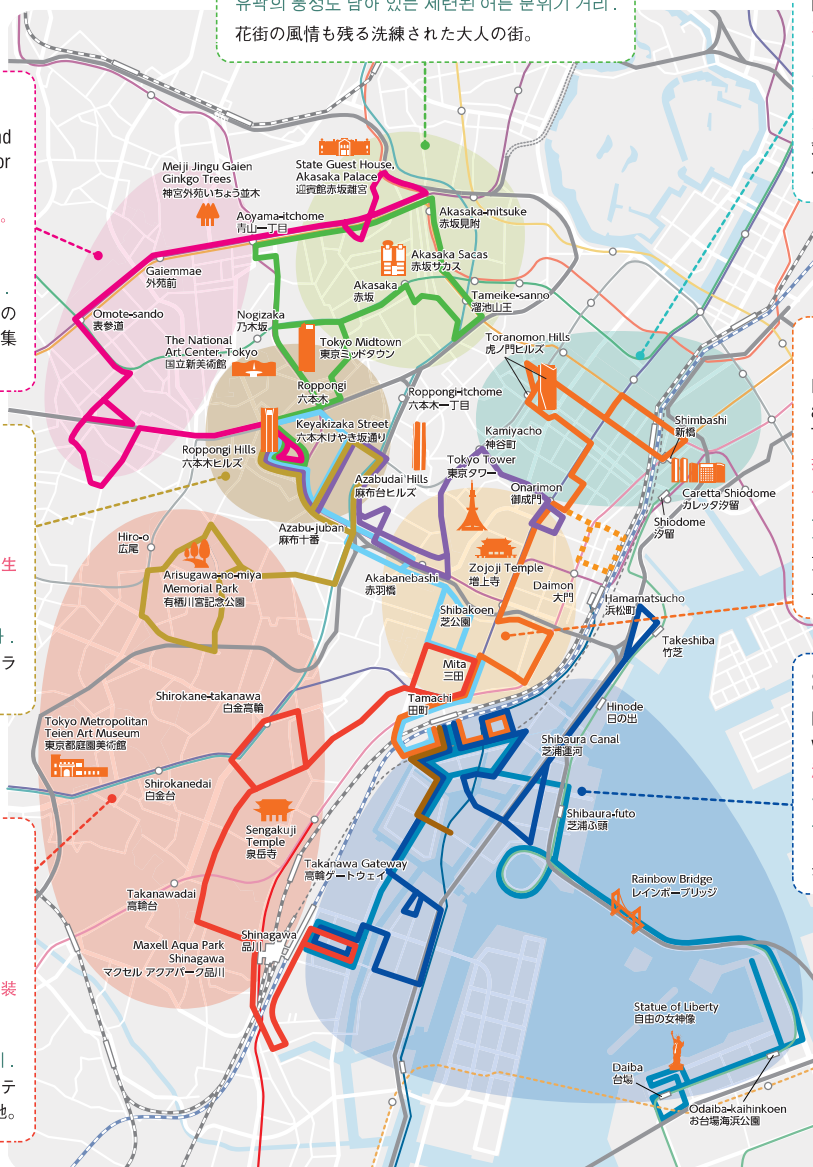 유곽의 풍정도 남아 있는 세련된 어른 분위기 거리.
花街の風情も残る洗練された大人の街。
nd
or
。
.
の
集
生
.
ラ
装
.
テ
地。
State Guest House,
Akasaka Palace
迎賓館赤坂離宮
Meiji Jingu Gaien
Ginkgo Trees
神宮外苑いちょう並木
Aoyama-itchome
青山一丁目
Akasaka-mitsuke
赤坂見附
Akasaka Sacas
赤坂サカス
Gaiemmae
外苑前
Akasaka
赤坂
Tameike-sanno
溜池山王
Omote-sando
表参道
Nogizaka
乃木坂
The National
Art Center, Tokyo
国立新美術館
Tokyo Midtown
東京ミッドタウン
Toranomon Hills
虎ノ門ヒルズ
Roppongi
六本木
Roppongi-itchome
六本木一丁目
Keyakizaka Street
六本木けやき坂通り
Kamiyacho
神谷町
Shimbashi
新橋
Roppongi Hills
六本木ヒルズ
Tokyo Tower
東京タワー
Azabudai Hills
麻布台ヒルズ
Onarimon
御成門
Caretta Shiodome
カレッタ汐留
Shiodome
汐留
Azabu-juban
麻布十番
Hiro-o
広尾
Zojoji Temple
増上寺
Arisugawa-no-miya
Memorial Park
有栖川宮記念公園
Akabanebashi
赤羽橋
Daimon
大門
Hamamatsucho
浜松町
Shibakoen
芝公園
Takeshiba
竹芝
Mita
三田
Shirokane-takanawa
白金高輪
Tamachi
田町
Hinode
日の出
Tokyo Metropolitan
Teien Art Museum
東京都庭園美術館
Shibaura Canal
芝浦運河
Shirokanedai
白金台
Shibaura-futo
芝浦ふ頭
Sengakuji
Temple
泉岳寺
Takanawa Gateway
高輪ゲートウェイ
Rainbow Bridge
レインボーブリッジ
Takanawadai
高輪台
Shinagawa
品川
Maxell Aqua Park
Shinagawa
マクセル アクアパーク品川
Statue of Liberty
自由の女神像
Daiba
台場
Odaiba-kaihinkoen
お台場海浜公園